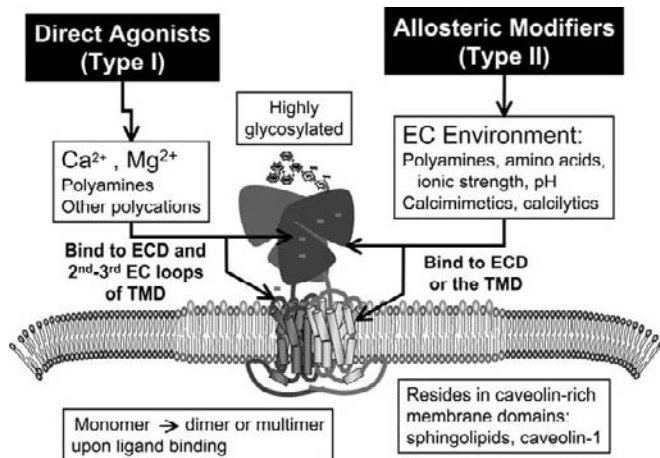 Direct Agonists
(Type I)
Allosteric Modifiers
(Type II)
Highly
glycosylated
Ca²⁺ , Mg²⁺
Polyamines
Other polycations
EC Environment:
Polyamines, amino acids,
ionic strength, pH
Calcimimetics, calcilytics
Bind to ECD and
2nd-3rd EC loops
of TMD
Bind to ECD
or the TMD
Monomer → dimer or multimer
upon ligand binding
Resides in caveolin-rich
membrane domains:
sphingolipids, caveolin-1